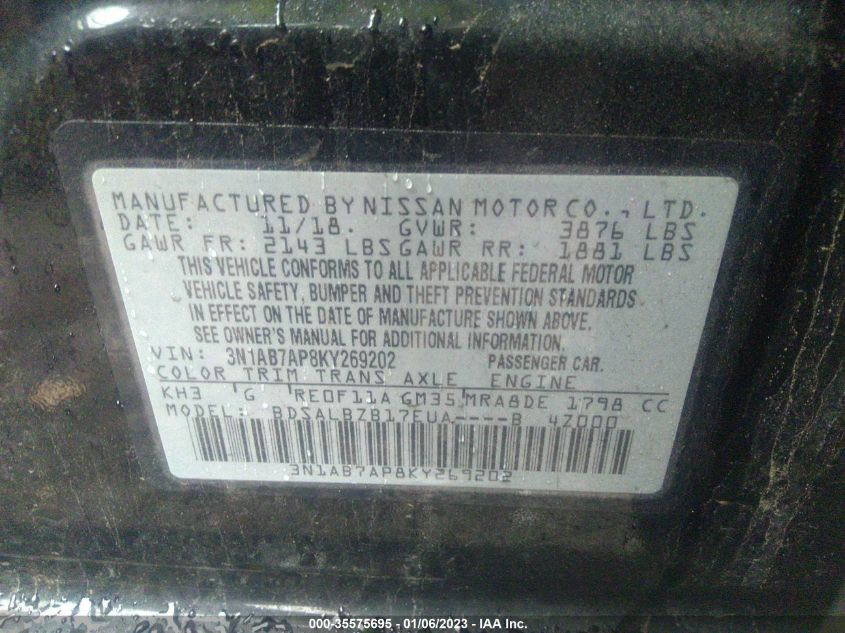 MANUFACTURED BY NISSAN MOTOR CO., LTD.
DATE: 11/18. GVWR: 3876 LBS
GAWR FR: 2143 LBS GAWR RR: 1881 LBS
THIS VEHICLE CONFORMS TO ALL APPLICABLE FEDERAL MOTOR
VEHICLE SAFETY, BUMPER AND THEFT PREVENTION STANDARDS
IN EFFECT ON THE DATE OF MANUFACTURE SHOWN ABOVE.
SEE OWNER'S MANUAL FOR ADDITIONAL INFORMATION.
VIN: 3N1AB7AP8KY269202 PASSENGER CAR.
COLOR TRIM TRANS AXLE ENGINE
KH3 G RE0F11A GM35 MRA8DE 1798 CC
MODEL: BDSALBZB17EUA----B 4Z000
3N1AB7AP8KY269202
000-35575695 - 01/06/2023 - IAA Inc.